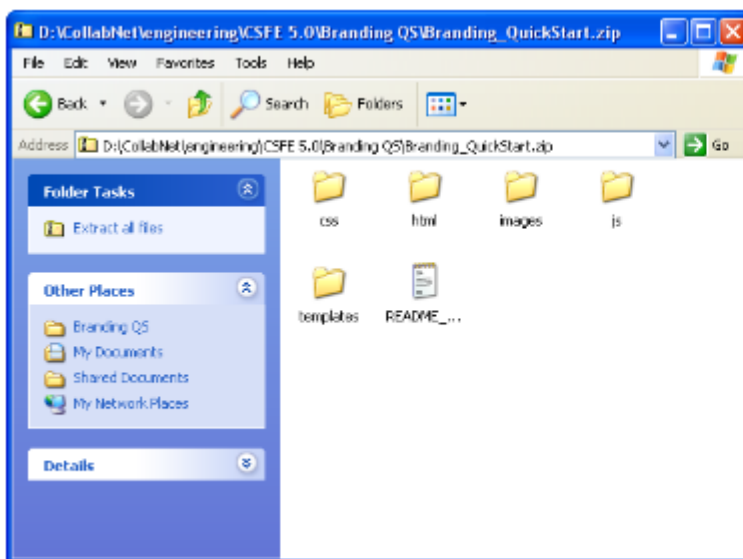 D:\CollabNet\engineering\CSFE 5.0\Branding QS\Branding_QuickStart.zip
File Edit View Favorites Tools Help
Back Search Folders
Address D:\CollabNet\engineering\CSFE 5.0\Branding QS\Branding_QuickStart.zip Go
Folder Tasks
Extract all files
Other Places
Branding QS
My Documents
Shared Documents
My Network Places
Details
css html images js
templates README_...